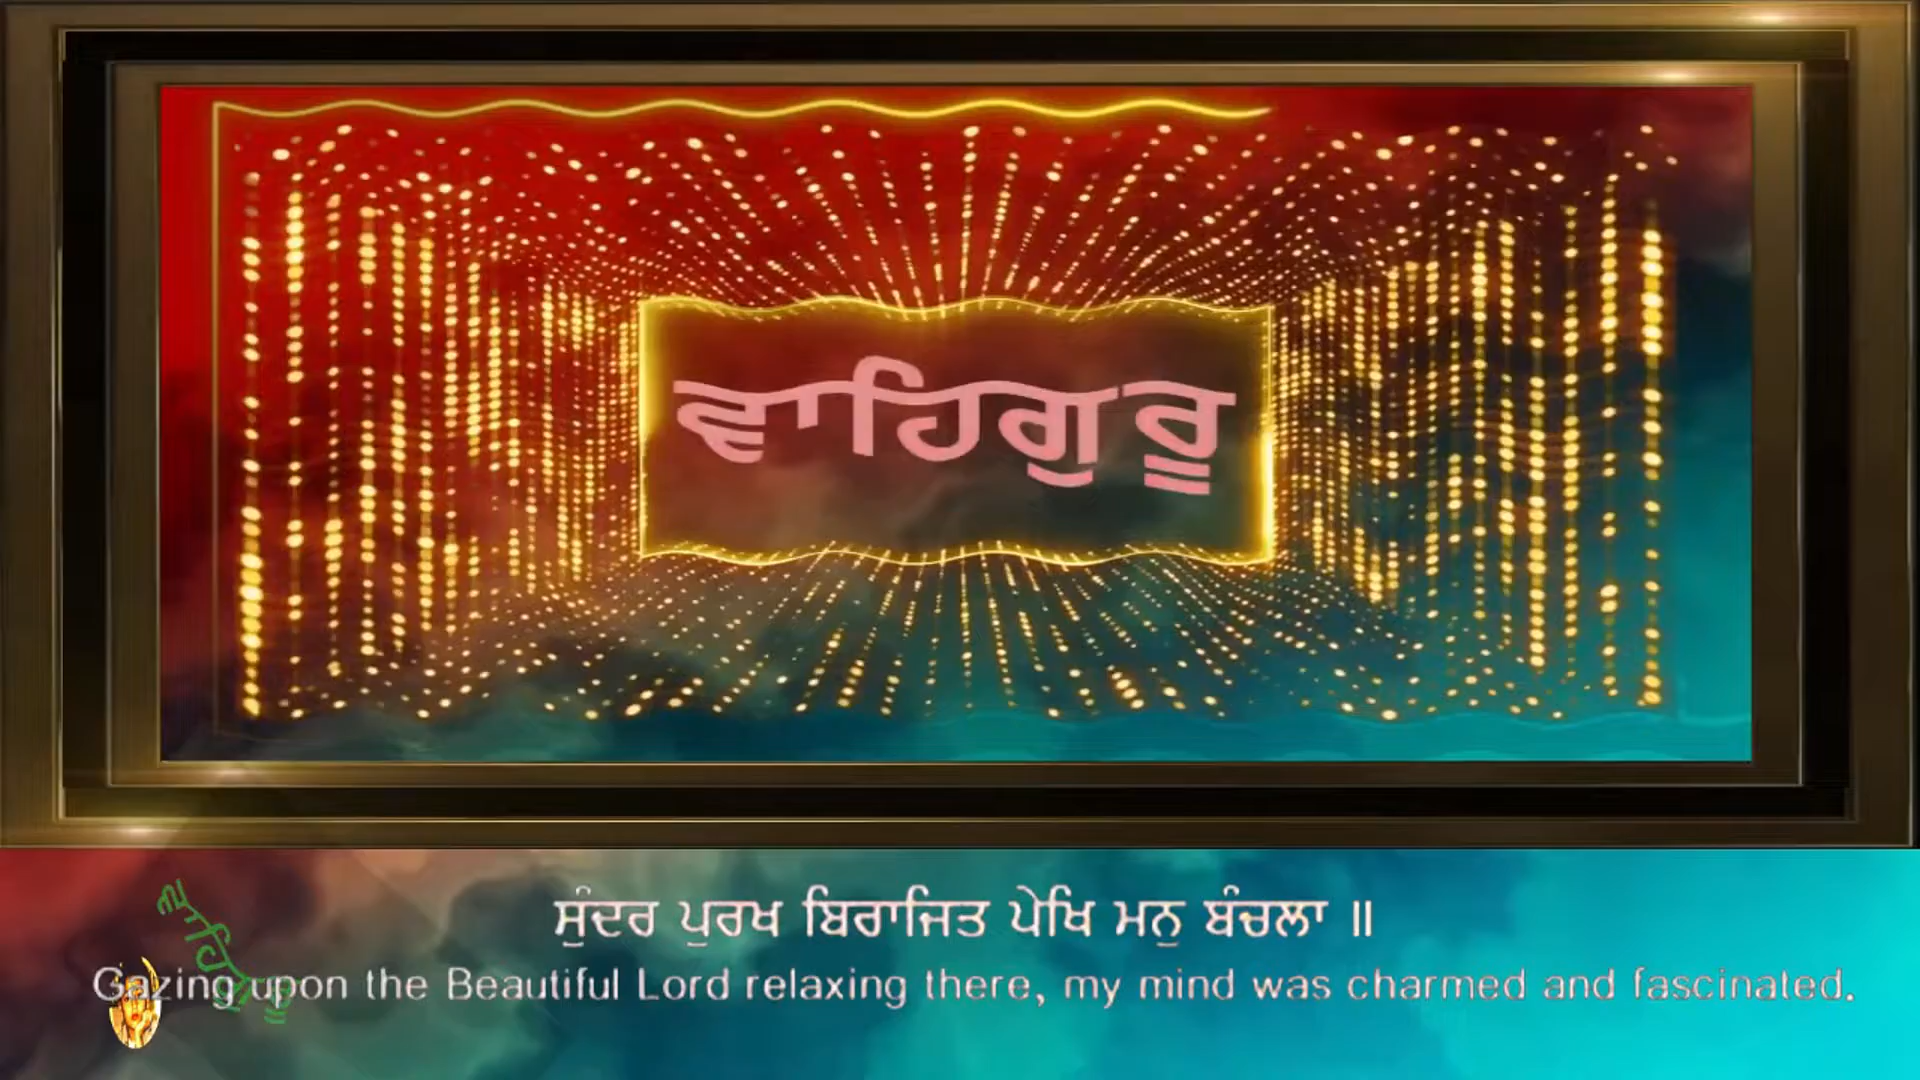 ਵਾਹਿਗੁਰੂ
ਸੁੰਦਰ ਪੁਰਖ ਬਿਰਾਜਿਤ ਪੇਖਿ ਮਨੁ ਬੰਚਲਾ ॥
Gazing upon the Beautiful Lord relaxing there, my mind was charmed and fascinated.
ਵਾਹਿਗੁਰੂ